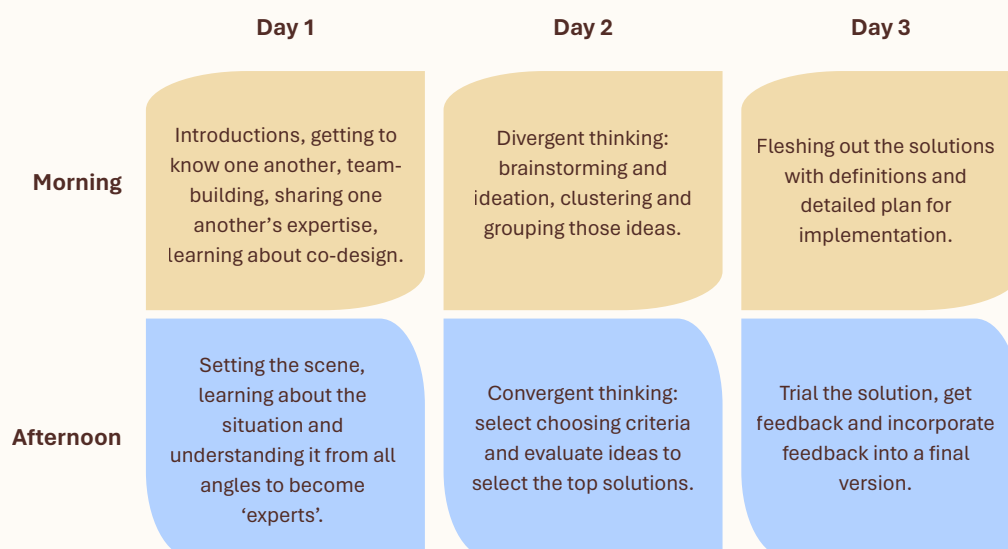 Day 1
Day 2
Day 3
Morning
Introductions, getting to
know one another, team-
building, sharing one
another’s expertise,
learning about co-design.
Divergent thinking:
brainstorming and
ideation, clustering and
grouping those ideas.
Fleshing out the solutions
with definitions and
detailed plan for
implementation.
Afternoon
Setting the scene,
learning about the
situation and
understanding it from all
angles to become
‘experts’.
Convergent thinking:
select choosing criteria
and evaluate ideas to
select the top solutions.
Trial the solution, get
feedback and incorporate
feedback into a final
version.